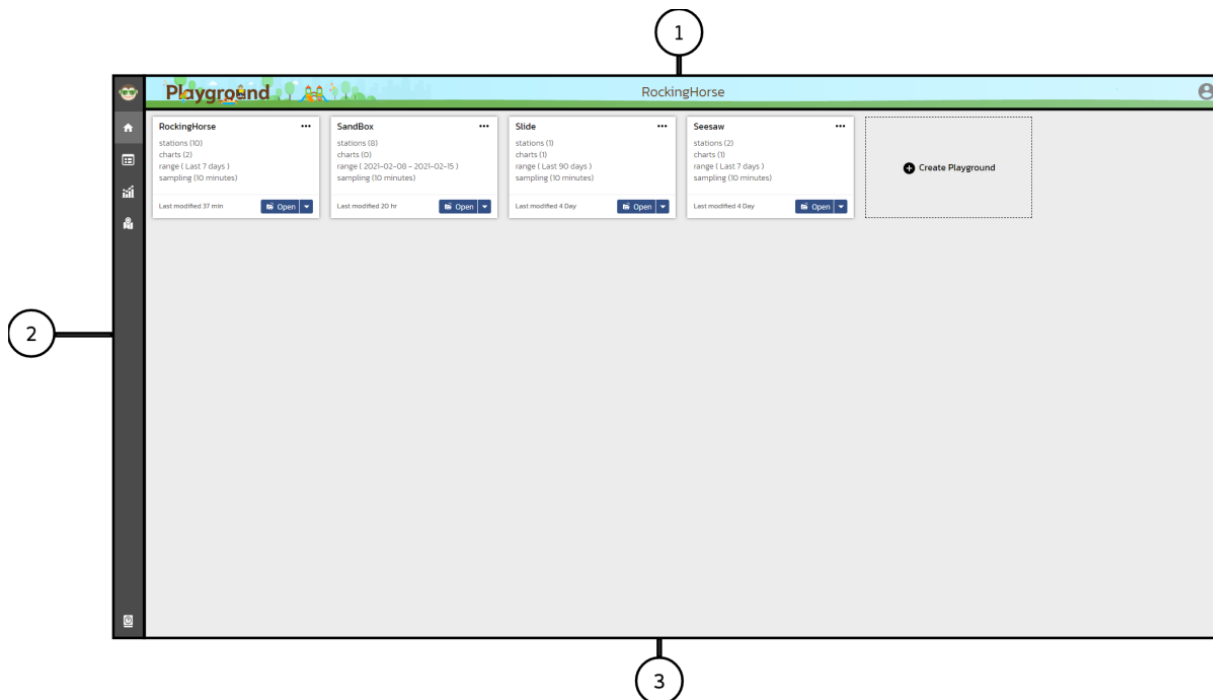 1
Playground
RockingHorse
RockingHorse
stations (10)
charts (2)
range ( Last 7 days )
sampling (10 minutes)
Last modified 37 min
Open
SandBox
stations (8)
charts (0)
range ( 2021-02-08 - 2021-02-15 )
sampling (10 minutes)
Last modified 20 hr
Open
Slide
stations (1)
charts (1)
range ( Last 90 days )
sampling (10 minutes)
Last modified 4 Day
Open
Seesaw
stations (2)
charts (1)
range ( Last 7 days )
sampling (10 minutes)
Last modified 4 Day
Open
Create Playground
2
3